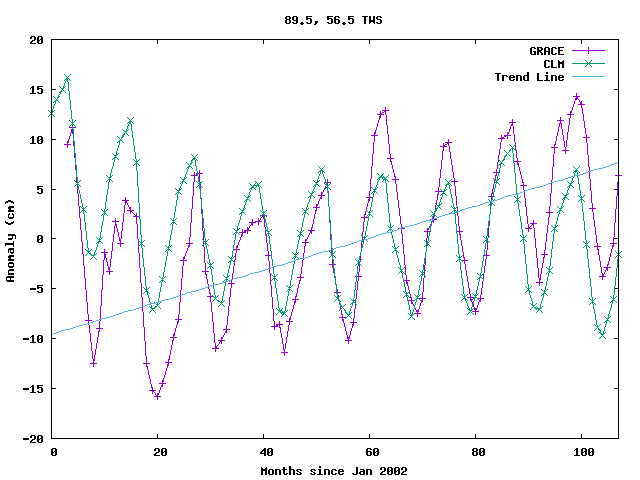 89.5, 56.5 TWS
GRACE
CLM
Trend Line
20
15
10
5
0
-5
-10
-15
-20
Anomaly (cm)
0 20 40 60 80 100
Months since Jan 2002